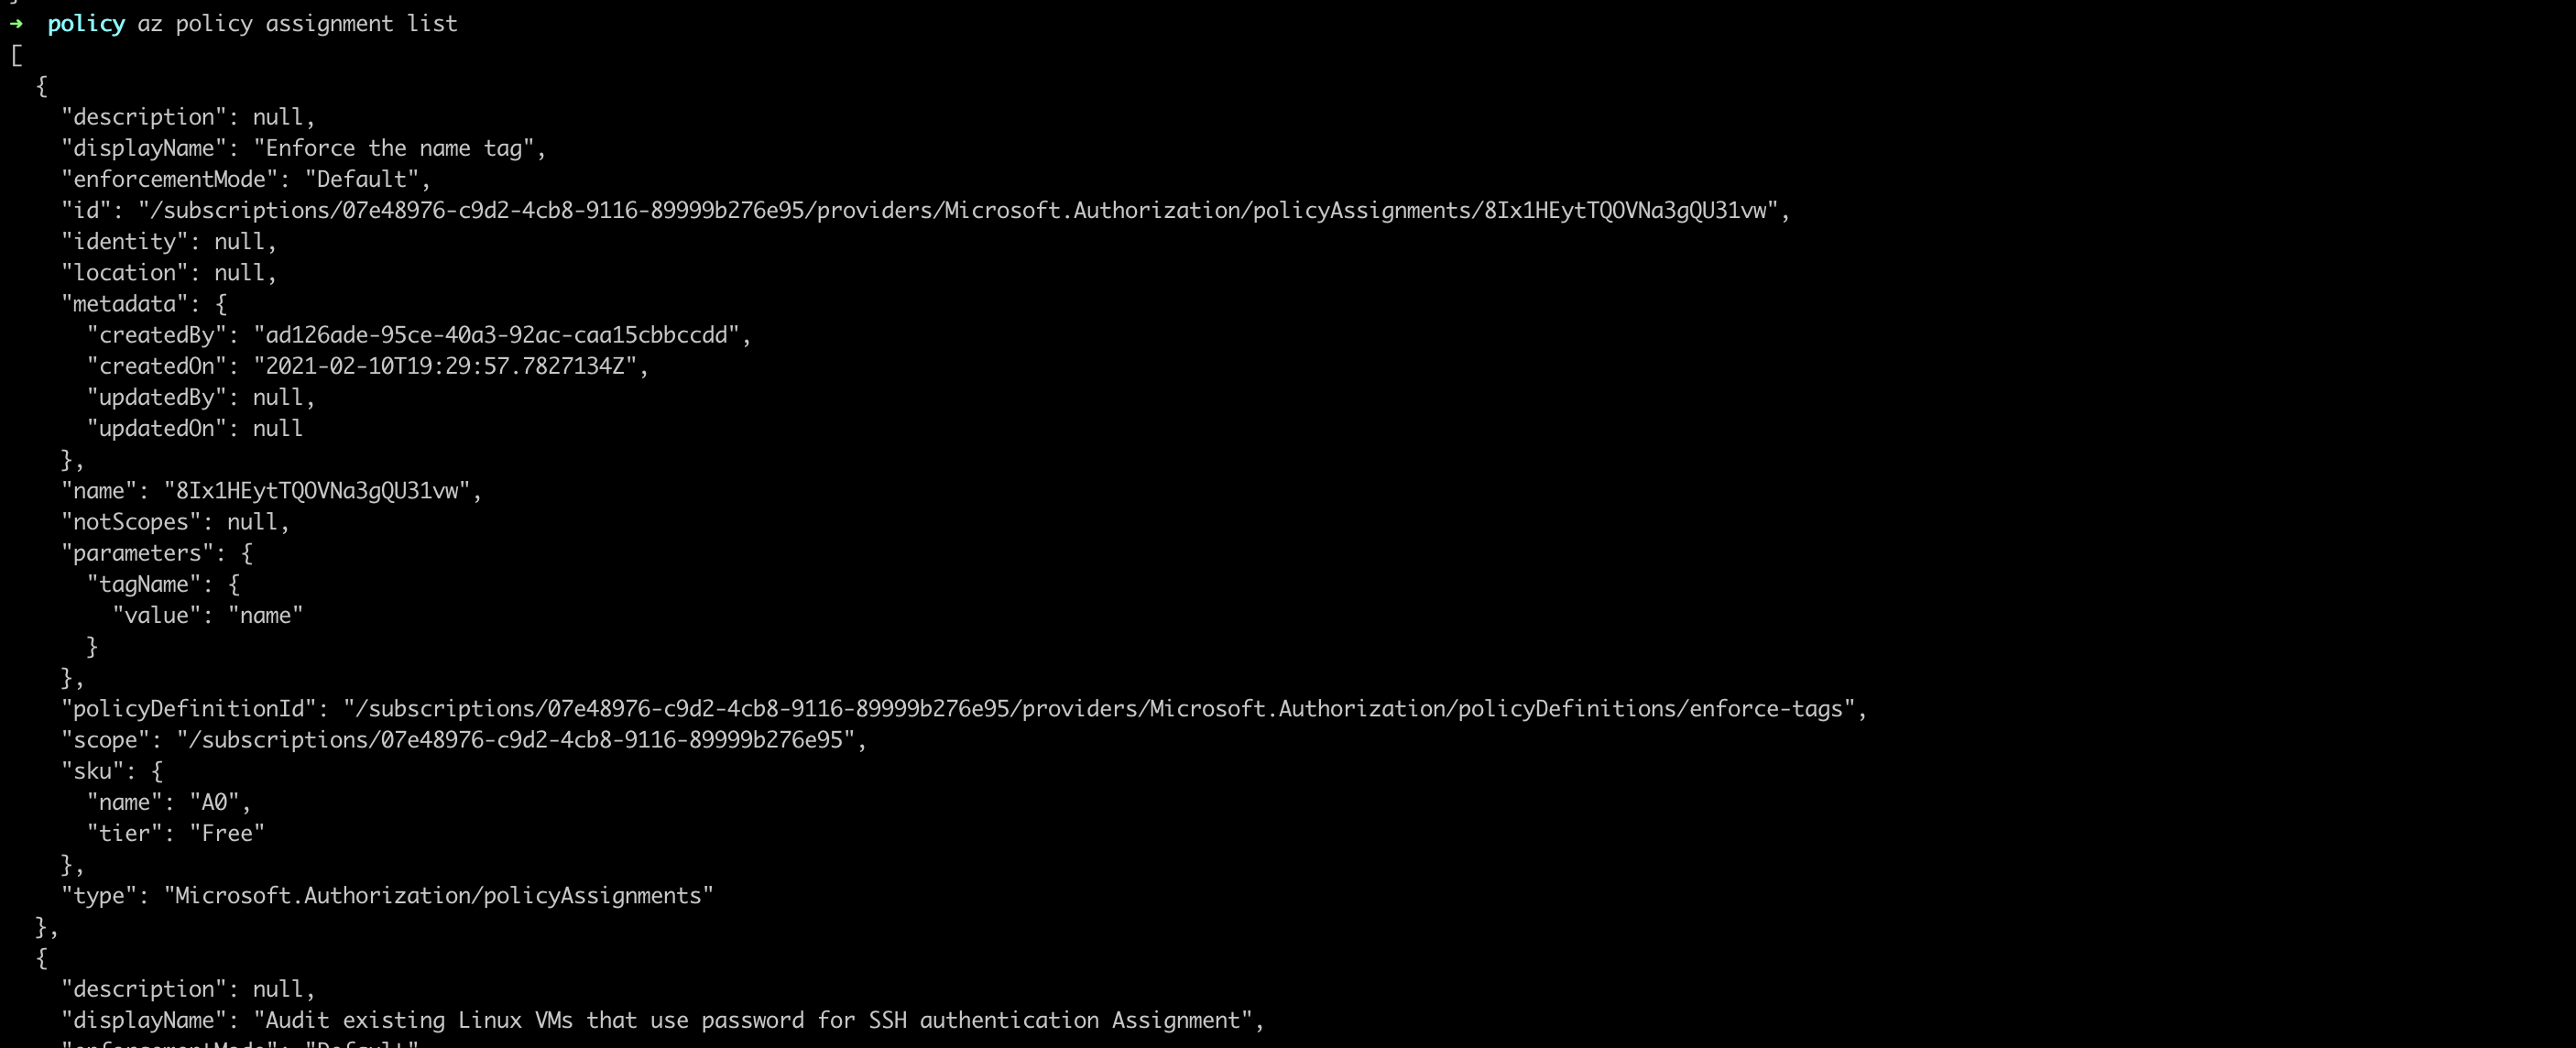 }
➜  policy az policy assignment list
[
  {
    "description": null,
    "displayName": "Enforce the name tag",
    "enforcementMode": "Default",
    "id": "/subscriptions/07e48976-c9d2-4cb8-9116-89999b276e95/providers/Microsoft.Authorization/policyAssignments/8Ix1HEytTQOVNa3gQU31vw",
    "identity": null,
    "location": null,
    "metadata": {
      "createdBy": "ad126ade-95ce-40a3-92ac-caa15cbbccdd",
      "createdOn": "2021-02-10T19:29:57.7827134Z",
      "updatedBy": null,
      "updatedOn": null
    },
    "name": "8Ix1HEytTQOVNa3gQU31vw",
    "notScopes": null,
    "parameters": {
      "tagName": {
        "value": "name"
      }
    },
    "policyDefinitionId": "/subscriptions/07e48976-c9d2-4cb8-9116-89999b276e95/providers/Microsoft.Authorization/policyDefinitions/enforce-tags",
    "scope": "/subscriptions/07e48976-c9d2-4cb8-9116-89999b276e95",
    "sku": {
      "name": "A0",
      "tier": "Free"
    },
    "type": "Microsoft.Authorization/policyAssignments"
  },
  {
    "description": null,
    "displayName": "Audit existing Linux VMs that use password for SSH authentication Assignment",
    "enforcementMode": "Default"